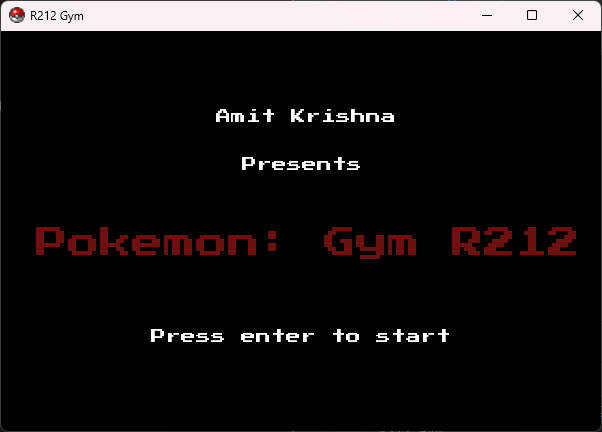 R212 Gym
Amit Krishna
Presents
Pokemon: Gym R212
Press enter to start